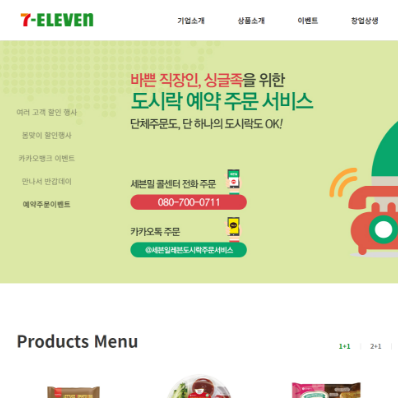 7-ELEVEN
기업소개 상품소개 이벤트 창업상생
바쁜 직장인, 싱글족을 위한
도시락 예약 주문 서비스
단체주문도, 단 하나의 도시락도 OK!
여러 고객 할인 행사
봄맞이 할인행사
카카오뱅크 이벤트
만나서 반갑데이
예약주문이벤트
세븐밀 콜센터 전화 주문
080-700-0711
카카오톡 주문
@세븐일레븐도시락주문서비스
Products Menu
1+1 2+1